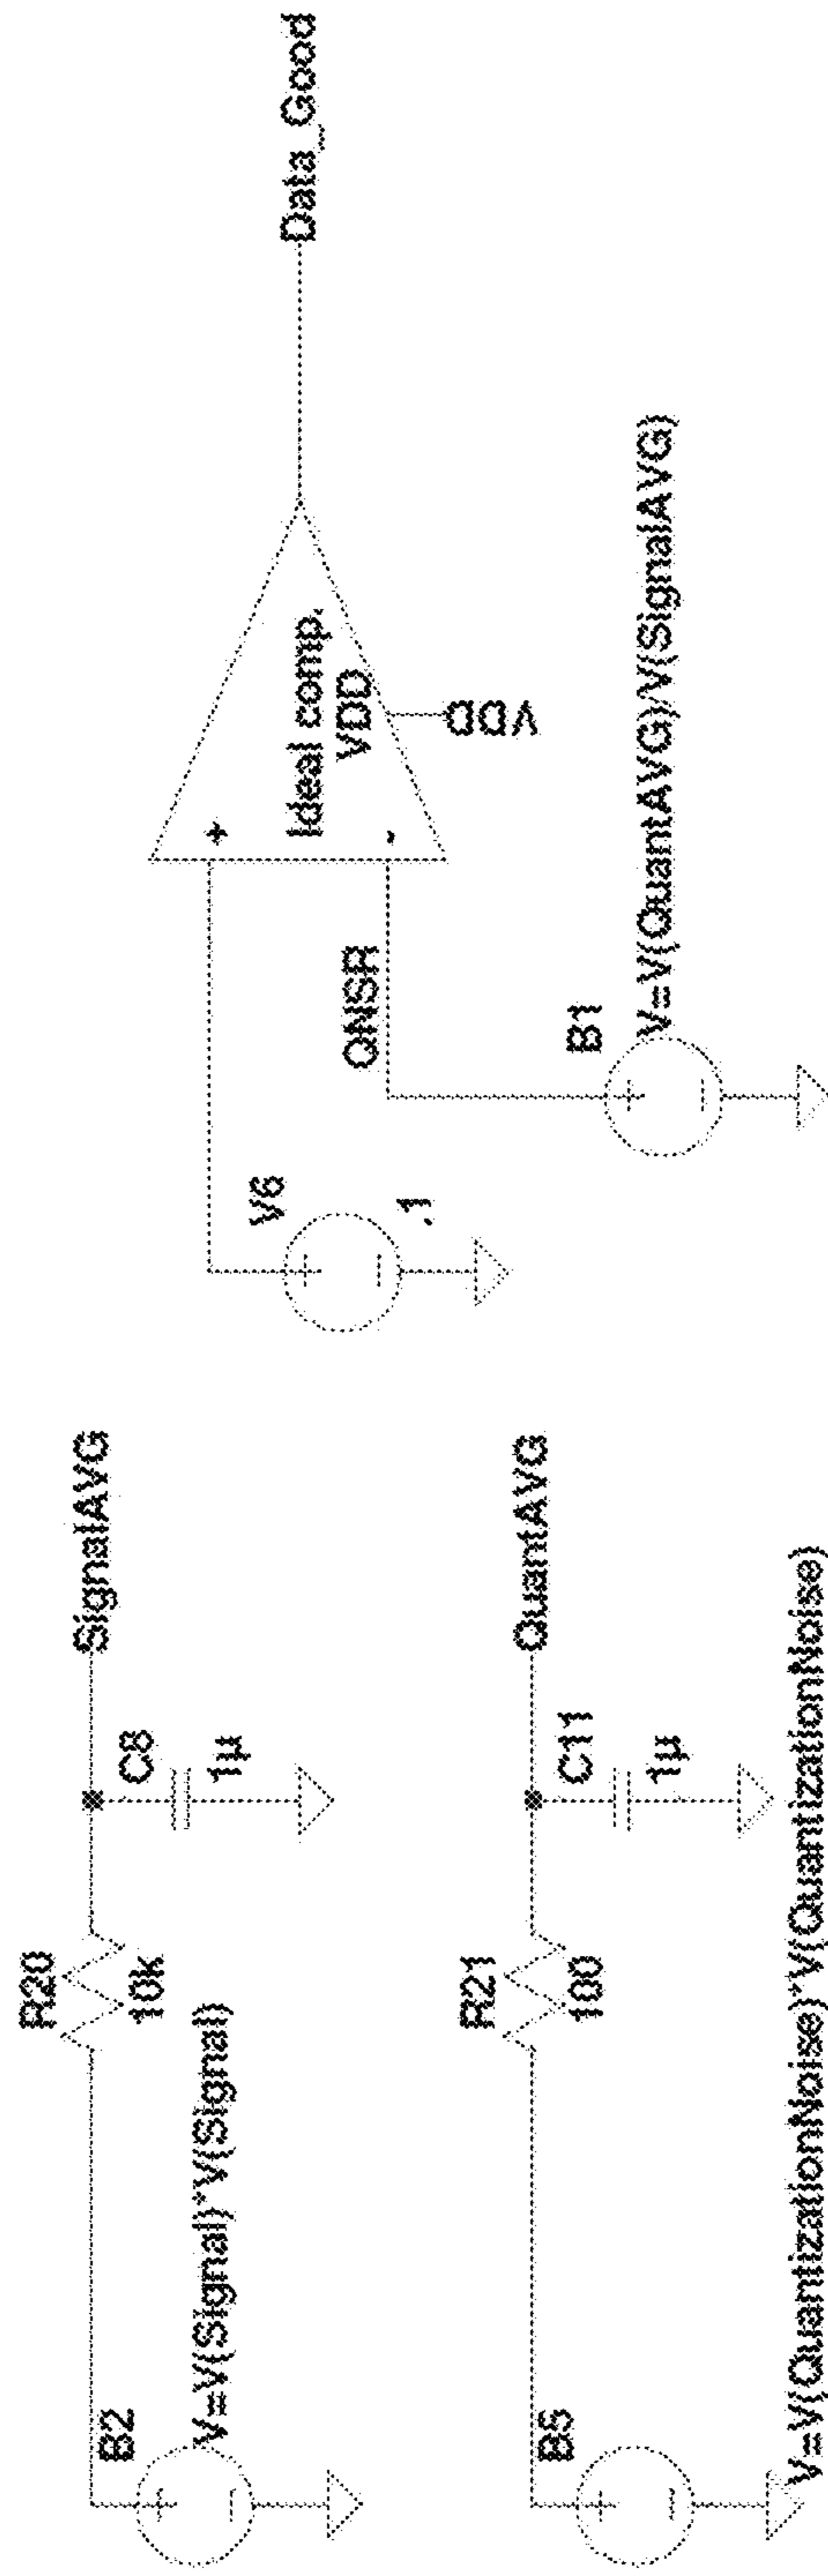 B2
V=V(Signal)*V(Signal)
R20
10k
C8
1µ
SignalAVG
B5
V=V(QuantizationNoise)*V(QuantizationNoise)
R21
100
C11
1µ
QuantAVG
V6
.1
QNSR
B1
V=V(QuantAVG)/V(SignalAVG)
+
-
Ideal comp.
VDD
VDD
Data_Good